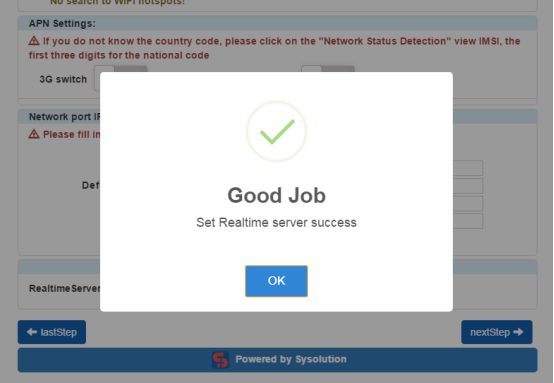 No search to WIFI hotspots!
APN Settings:
If you do not know the country code, please click on the "Network Status Detection" view IMSI, the
first three digits for the national code
3G switch
Network port
Please fill in
Def
Good Job
Set Realtime server success
OK
RealtimeServer
lastStep
nextStep
Powered by Sysolution